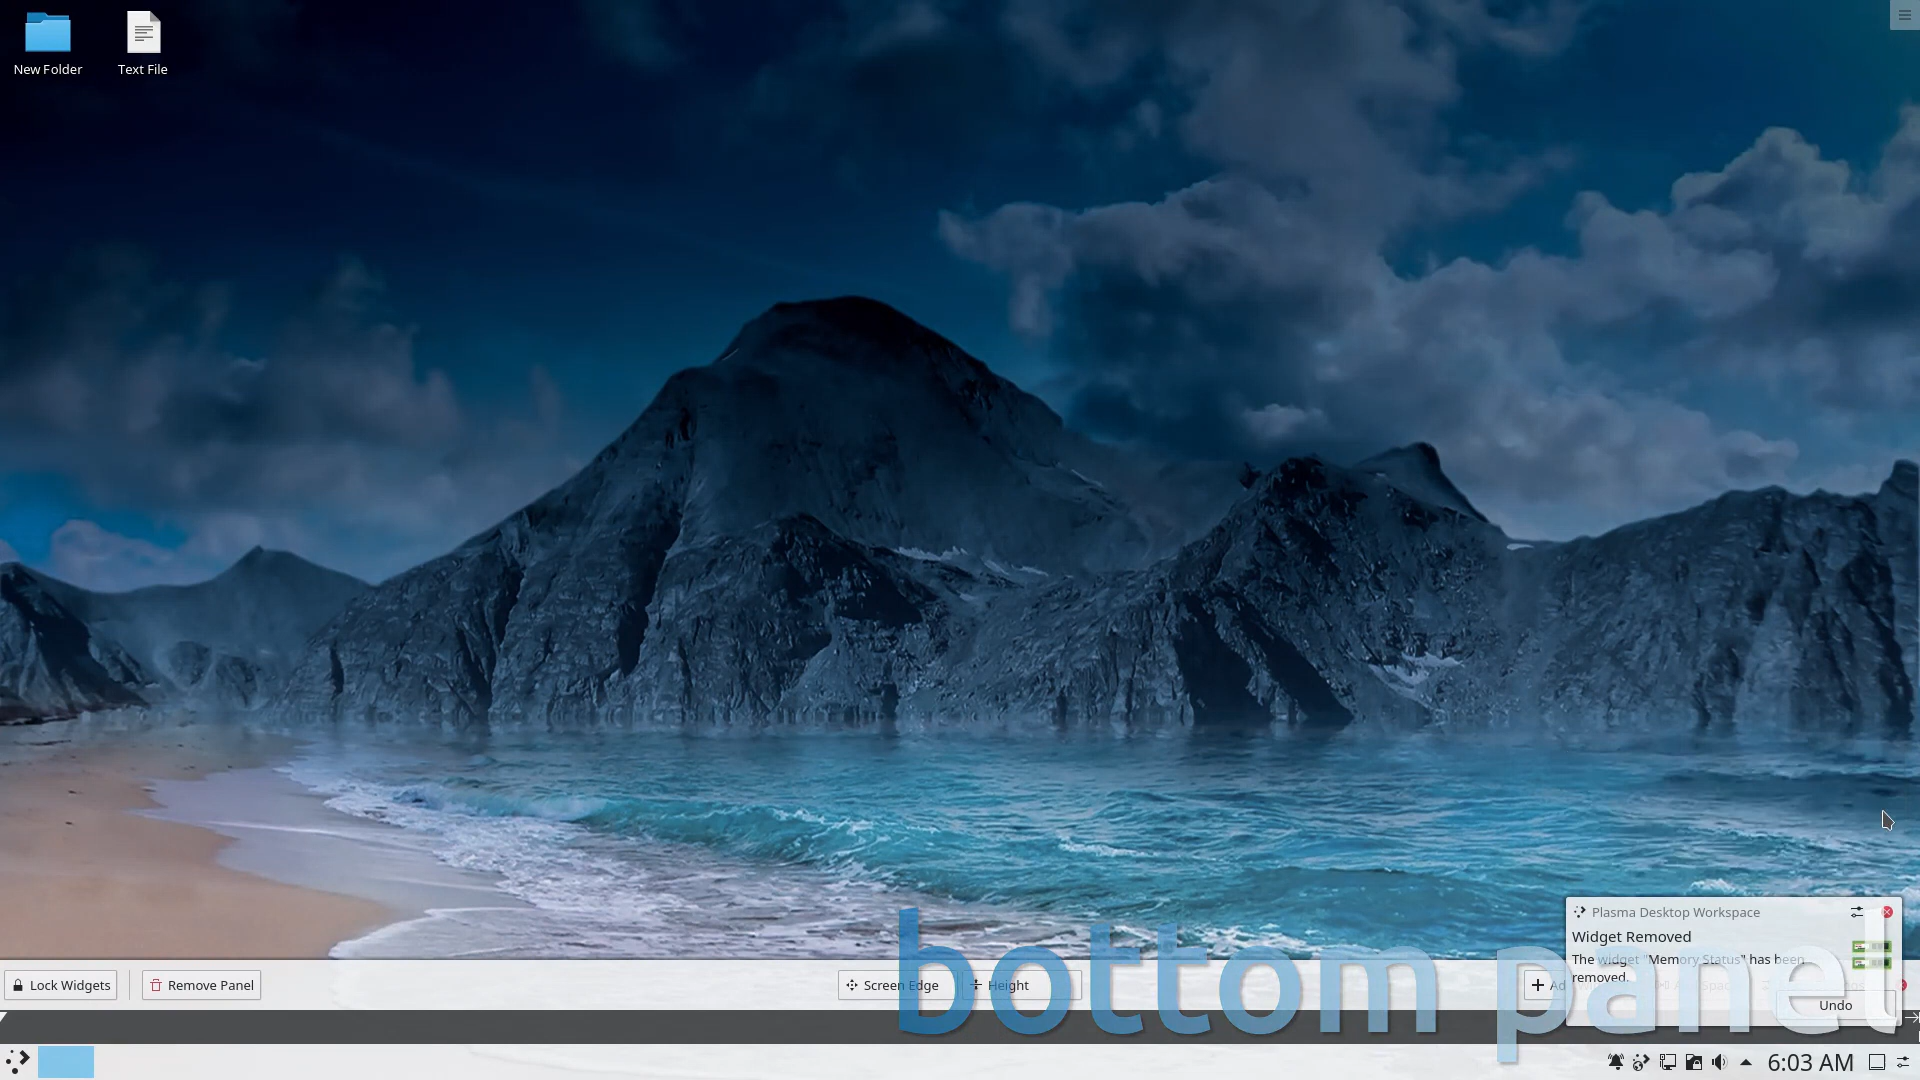 New Folder
Text File
Plasma Desktop Workspace
Widget Removed
The widget "Memory Status" has been
removed.
Undo
Lock Widgets
Remove Panel
Screen Edge
Height
bottom panel
6:03 AM